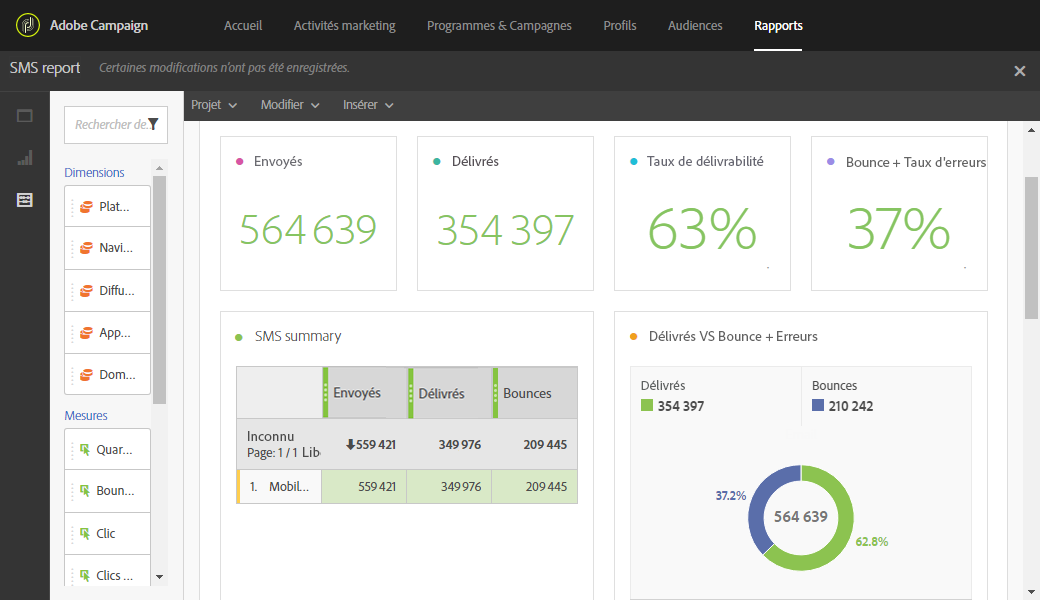 Adobe Campaign Accueil Activités marketing Programmes & Campagnes Profils Audiences Rapports
SMS report Certaines modifications n'ont pas été enregistrées.
Projet Modifier Insérer
Rechercher de...
Dimensions
Plat...
Navi...
Diffu...
App...
Dom...
Mesures
Quar...
Boun...
Clic
Clics ...
Envoyés
564 639
Délivrés
354 397
Taux de délivrabilité
63%
Bounce + Taux d'erreurs
37%
SMS summary
Envoyés Délivrés Bounces
Inconnu
Page: 1 / 1 Lib
559 421 349 976 209 445
1. Mobil... 559 421 349 976 209 445
Délivrés VS Bounce + Erreurs
Délivrés
354 397
Bounces
210 242
37.2%
564 639
62.8%